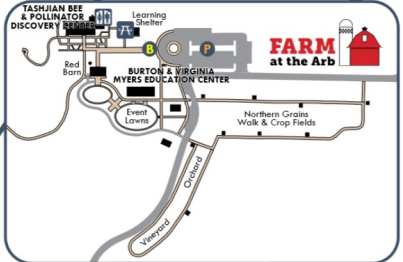 TASHJIAN BEE
& POLLINATOR
DISCOVERY CENTER
Learning
Shelter
B
P
FARM
at the Arb
Red
Barn
BURTON & VIRGINIA
MYERS EDUCATION CENTER
Event
Lawns
Northern Grains
Walk & Crop Fields
Orchard
Vineyard